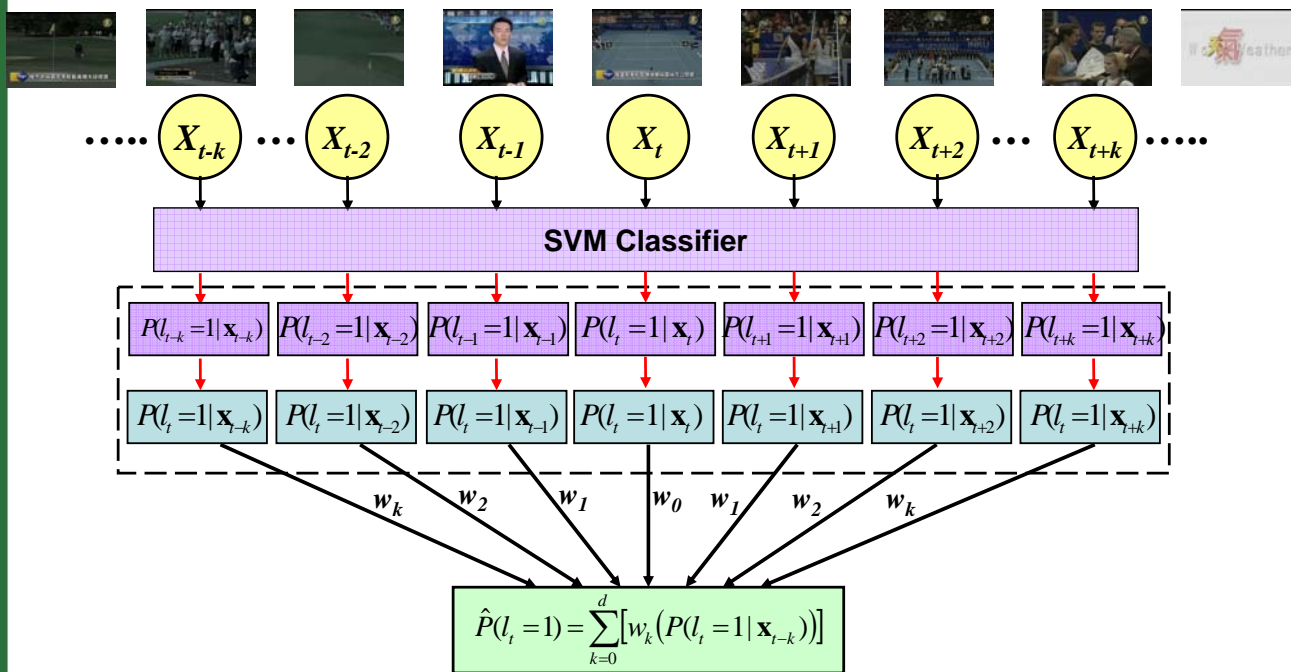 氣
World Weather
..... X_{t-k} ... X_{t-2} X_{t-1} X_t X_{t+1} X_{t+2} ... X_{t+k} .....
SVM Classifier
P(l_{t-k} =1| x_{t-k}) P(l_{t-2} =1| x_{t-2}) P(l_{t-1} =1| x_{t-1}) P(l_t =1| x_t) P(l_{t+1} =1| x_{t+1}) P(l_{t+2} =1| x_{t+2}) P(l_{t+k} =1| x_{t+k})
P(l_t =1| x_{t-k}) P(l_t =1| x_{t-2}) P(l_t =1| x_{t-1}) P(l_t =1| x_t) P(l_t =1| x_{t+1}) P(l_t =1| x_{t+2}) P(l_t =1| x_{t+k})
w_k w_2 w_1 w_0 w_1 w_2 w_k
P̂(l_t =1) = ∑_{k=0}^{d} [w_k (P(l_t =1| x_{t-k}))]